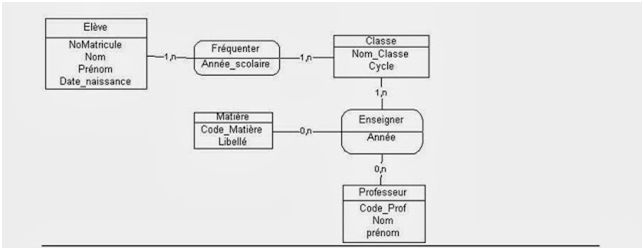 Elève
NoMatricule
Nom
Prénom
Date_naissance
1,n
Fréquenter
Année_scolaire
1,n
Classe
Nom_Classe
Cycle
1,n
Matière
Code_Matière
Libellé
0,n
Enseigner
Année
0,n
Professeur
Code_Prof
Nom
prénom